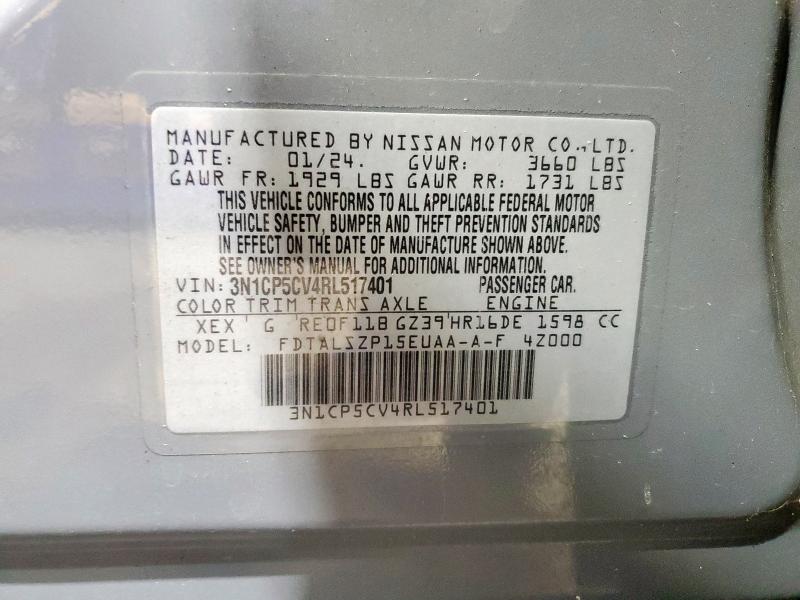 MANUFACTURED BY NISSAN MOTOR CO., LTD.
DATE: 01/24. GVWR: 3660 LBS
GAWR FR: 1929 LBS GAWR RR: 1731 LBS
THIS VEHICLE CONFORMS TO ALL APPLICABLE FEDERAL MOTOR
VEHICLE SAFETY, BUMPER AND THEFT PREVENTION STANDARDS
IN EFFECT ON THE DATE OF MANUFACTURE SHOWN ABOVE.
SEE OWNER'S MANUAL FOR ADDITIONAL INFORMATION.
VIN: 3N1CP5CV4RL517401 PASSENGER CAR.
COLOR TRIM TRANS AXLE ENGINE
XEX G RE0F11B GZ39 HR16DE 1598 CC
MODEL: FDTALSZP15EUAA-A-F 4Z000
3N1CP5CV4RL517401